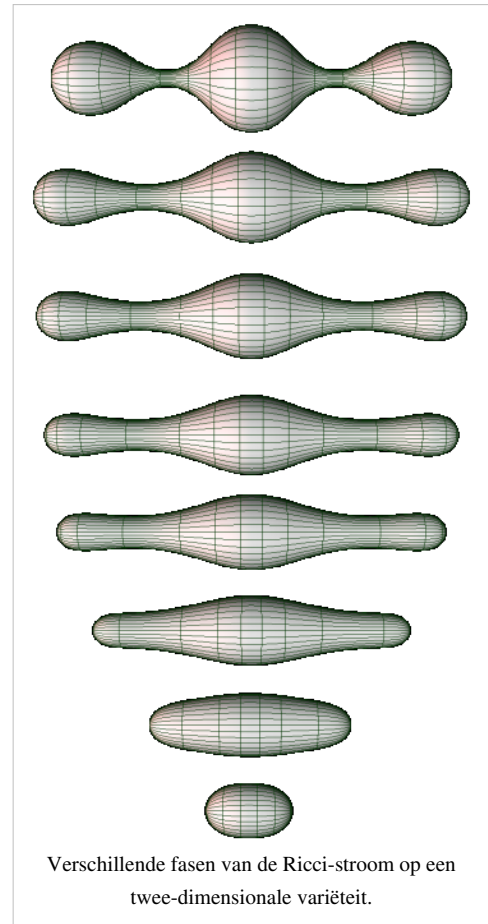 Verschillende fasen van de Ricci-stroom op een
twee-dimensionale variëteit.